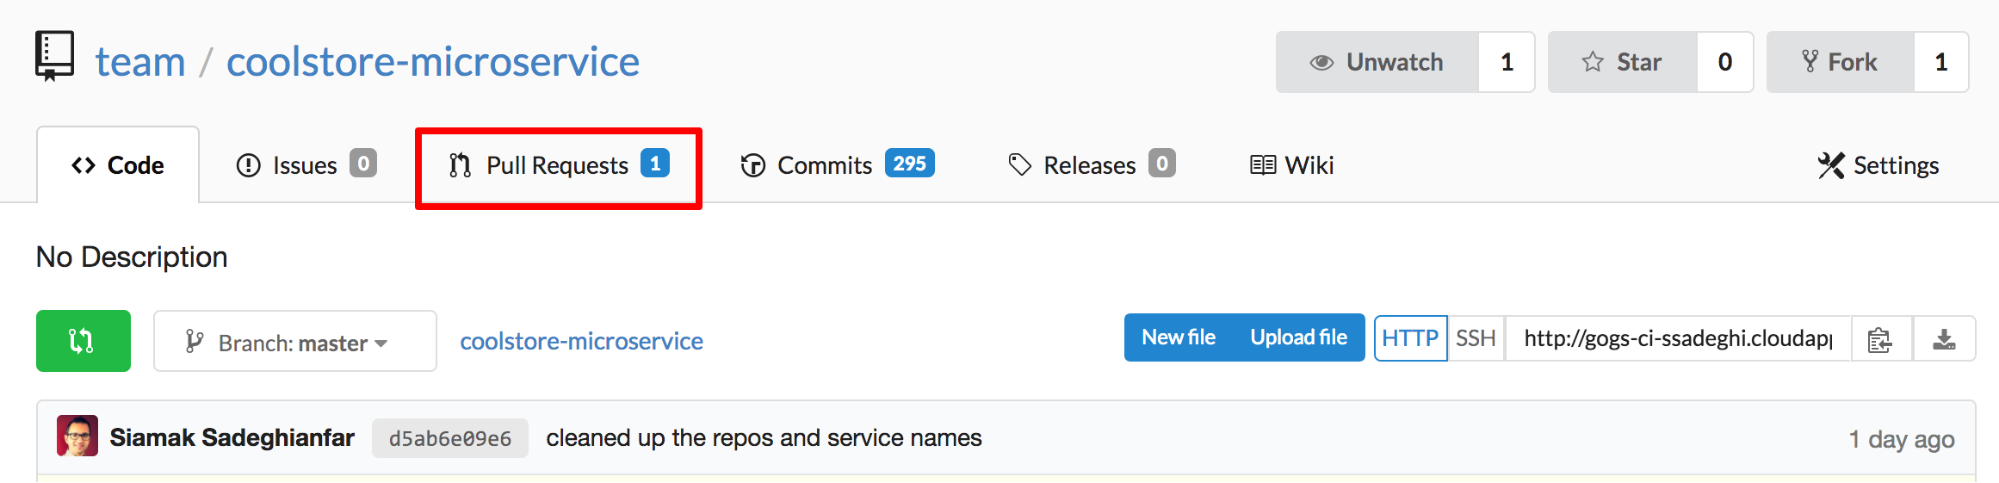 team / coolstore-microservice
Unwatch 1 Star 0 Fork 1
Code Issues 0 Pull Requests 1 Commits 295 Releases 0 Wiki Settings
No Description
Branch: master coolstore-microservice New file Upload file HTTP SSH http://gogs-ci-ssadeghi.cloudapp
Siamak Sadeghianfar d5ab6e09e6 cleaned up the repos and service names 1 day ago